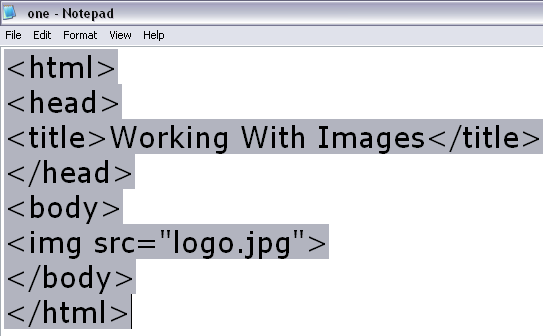 one - Notepad
File Edit Format View Help
<html>
<head>
<title>Working With Images</title>
</head>
<body>
<img src="logo.jpg">
</body>
</html>